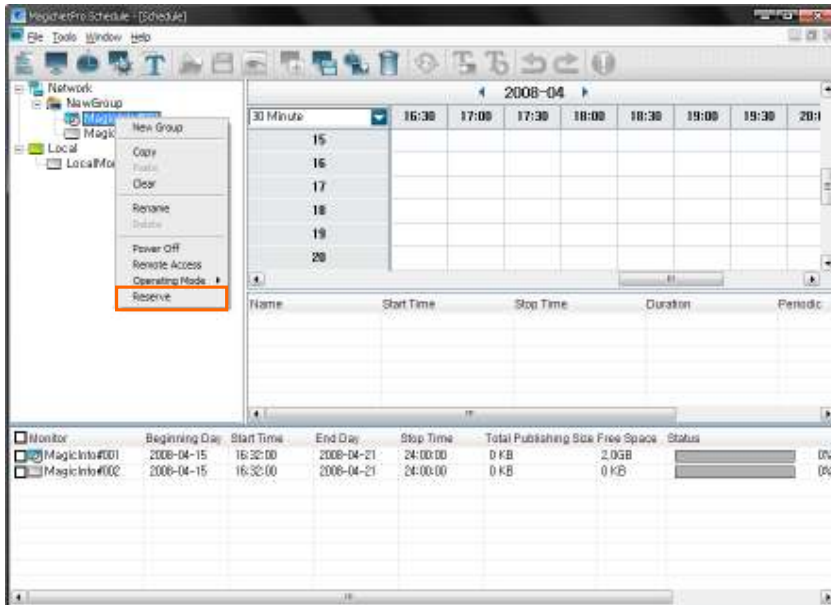 MagicnetPro Schedule - [Schedule]
File Tools Window Help
Network
NewGroup
Local
2008-04
30 Minute 16:30 17:00 17:30 18:00 18:30 19:00 19:30
15
16
17
18
19
20
New Group
Copy
Paste
Clear
Rename
Delete
Power Off
Remote Access
Operating Mode
Reserve
Name Start Time Stop Time Duration Periodic
Monitor Beginning Day Start Time End Day Stop Time Total Publishing Size Free Space Status
MagicInfo#001 2008-04-15 16:32:00 2008-04-21 24:00:00 0 KB 2,0GB 0%
MagicInfo#002 2008-04-15 16:32:00 2008-04-21 24:00:00 0 KB 0 KB 0%